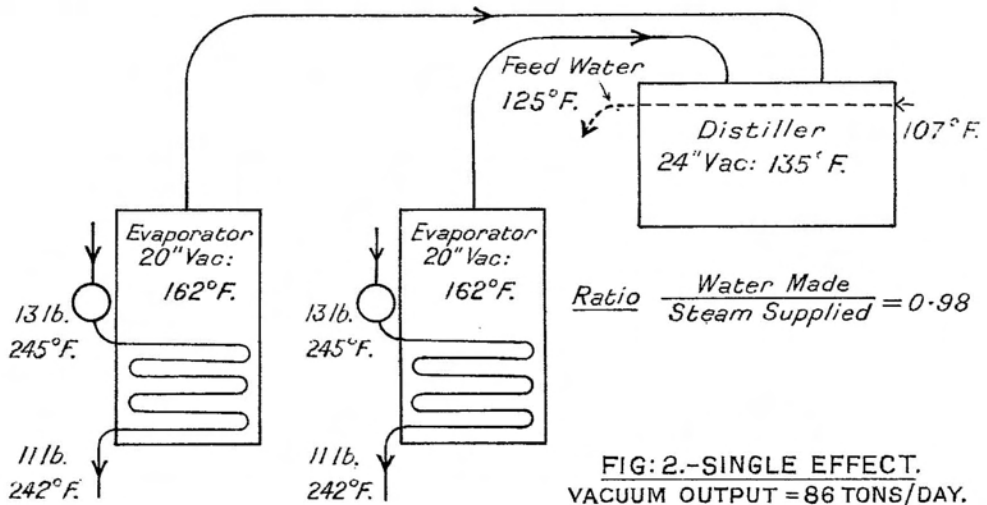 Feed Water
125°F.
107°F.
Distiller
24" Vac: 135° F.
Evaporator
20" Vac:
162°F.
Evaporator
20" Vac:
162°F.
13 lb.
245°F.
13 lb.
245°F.
Ratio Water Made
Steam Supplied = 0·98
11 lb.
242°F.
11 lb.
242°F.
FIG: 2.-SINGLE EFFECT.
VACUUM OUTPUT = 86 TONS/DAY.